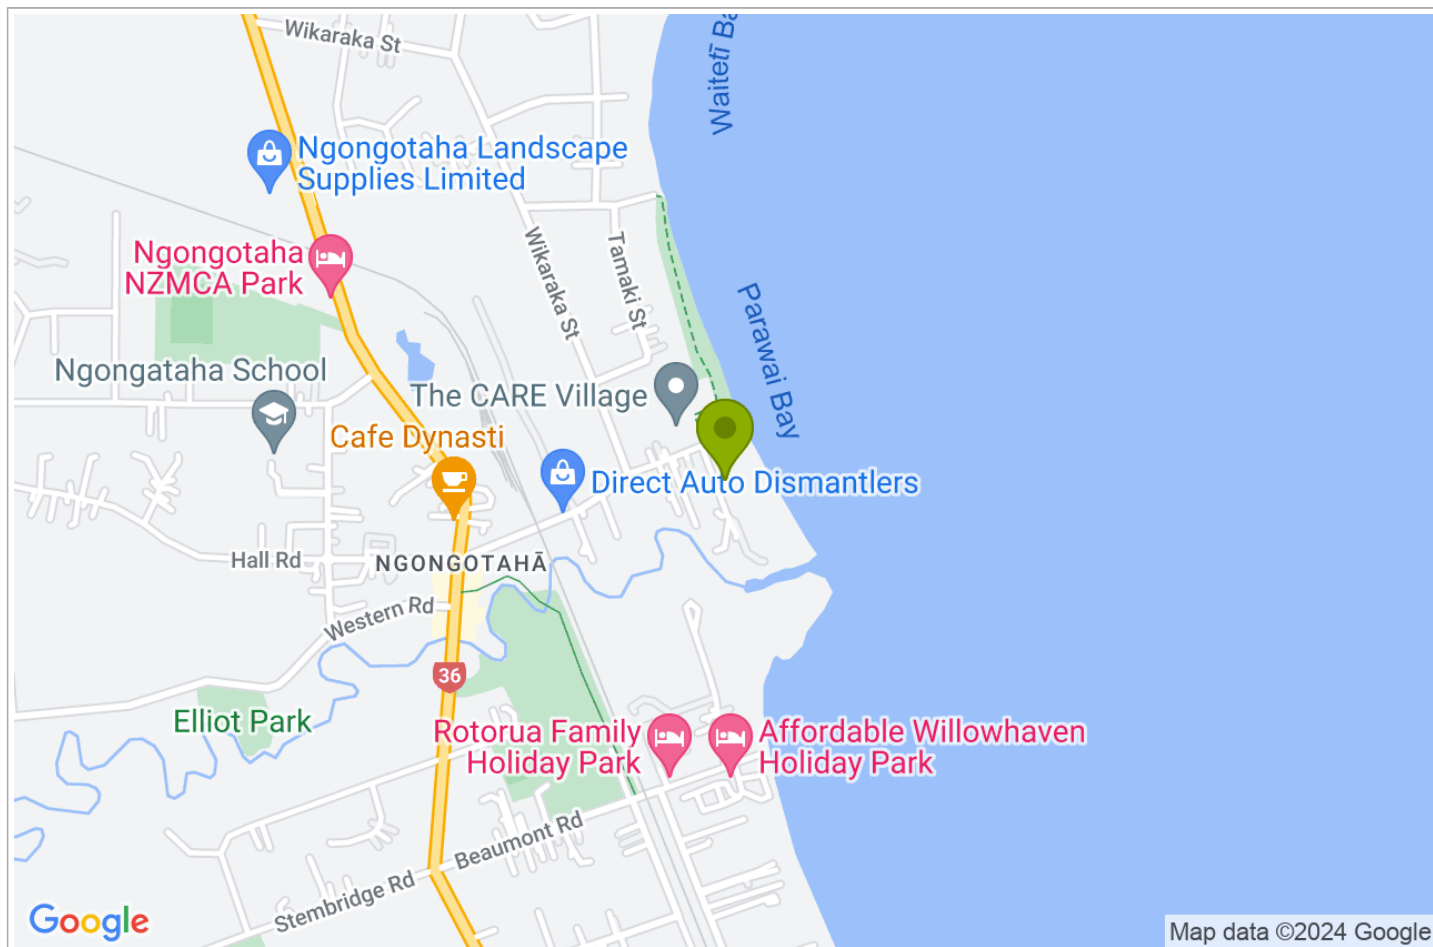 Wikaraka St
Waitetī Ba
Ngongotaha Landscape
Supplies Limited
Ngongotaha
NZMCA Park
Wikaraka St
Tamaki St
Parawai Bay
Ngongataha School
The CARE Village
Cafe Dynasti
Direct Auto Dismantlers
Hall Rd
NGONGOTAHĀ
Western Rd
36
Elliot Park
Rotorua Family
Holiday Park
Affordable Willowhaven
Holiday Park
Beaumont Rd
Stembridge Rd
Google
Map data ©2024 Google